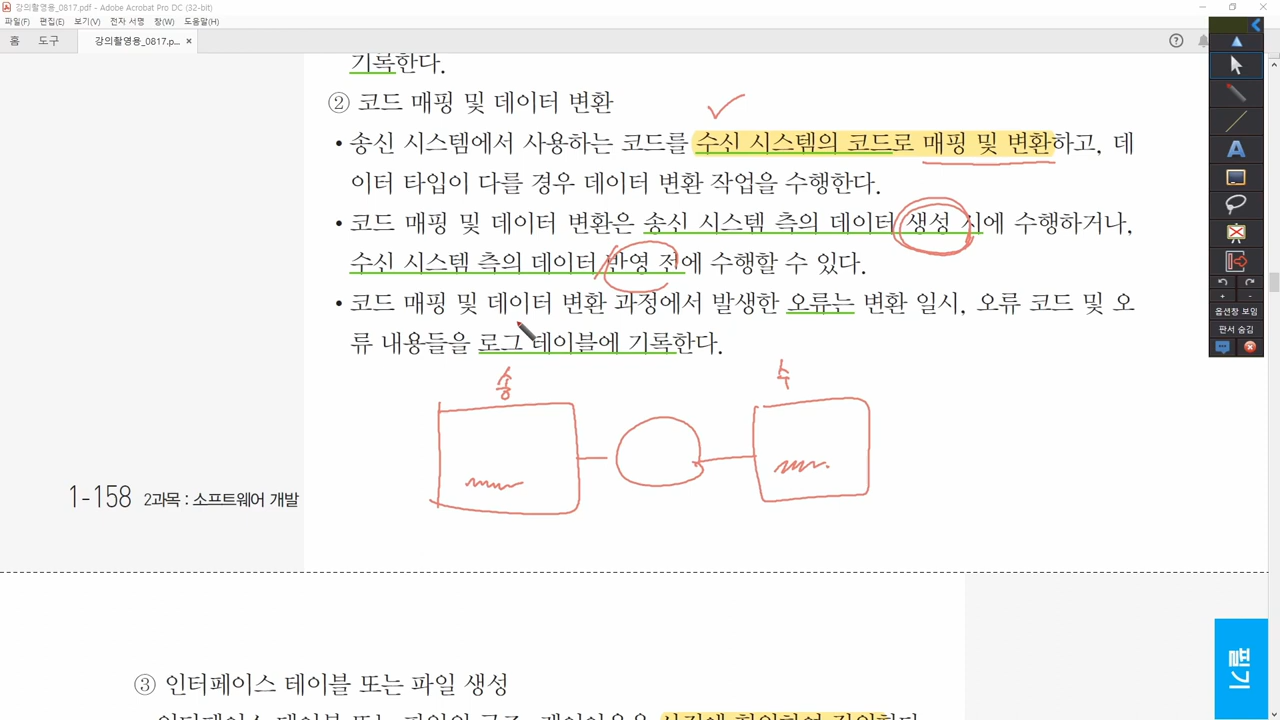 강의촬영용_0817.pdf - Adobe Acrobat Pro DC (32-bit)
파일(F) 편집(E) 보기(V) 전자 서명 창(W) 도움말(H)
홈 도구 강의촬영용_0817.p... ×
기록한다.
② 코드 매핑 및 데이터 변환
• 송신 시스템에서 사용하는 코드를 수신 시스템의 코드로 매핑 및 변환하고, 데
이터 타입이 다를 경우 데이터 변환 작업을 수행한다.
• 코드 매핑 및 데이터 변환은 송신 시스템 측의 데이터 생성 시에 수행하거나,
수신 시스템 측의 데이터 반영 전에 수행할 수 있다.
• 코드 매핑 및 데이터 변환 과정에서 발생한 오류는 변환 일시, 오류 코드 및 오
류 내용들을 로그 테이블에 기록한다.
송 수
1-158 2과목 : 소프트웨어 개발
③ 인터페이스 테이블 또는 파일 생성
필기
옵션창 보임
판서 숨김